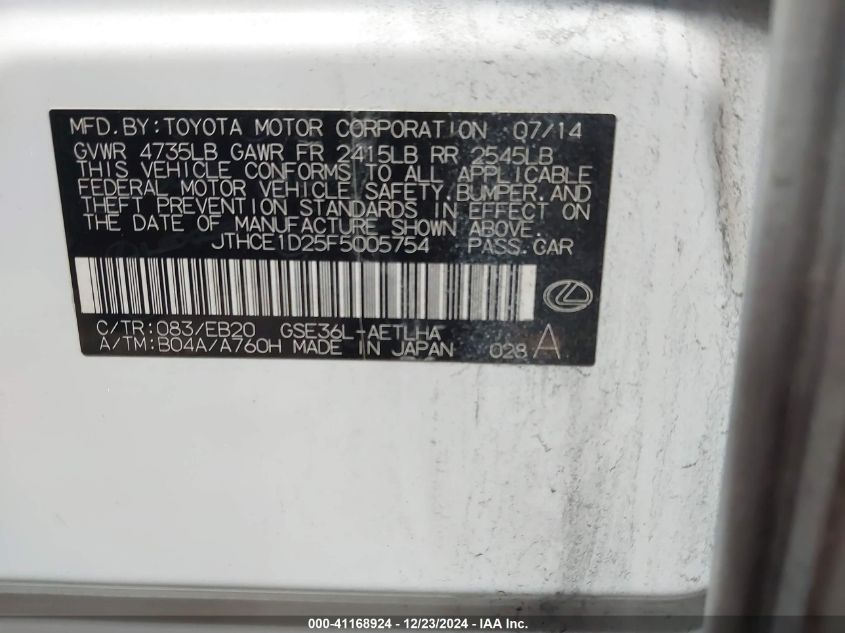 MFD. BY: TOYOTA MOTOR CORPORATION 07/14
GVWR 4735LB GAWR FR 2415LB RR 2545LB
THIS VEHICLE CONFORMS TO ALL APPLICABLE
FEDERAL MOTOR VEHICLE SAFETY, BUMPER, AND
THEFT PREVENTION STANDARDS IN EFFECT ON
THE DATE OF MANUFACTURE SHOWN ABOVE.
JTHCE1D25F5005754 PASS. CAR
C/TR: 083/EB20 GSE36L-AETLHA
A/TM: B04A/A760H MADE IN JAPAN 028 A
000-41168924 - 12/23/2024 - IAA Inc.